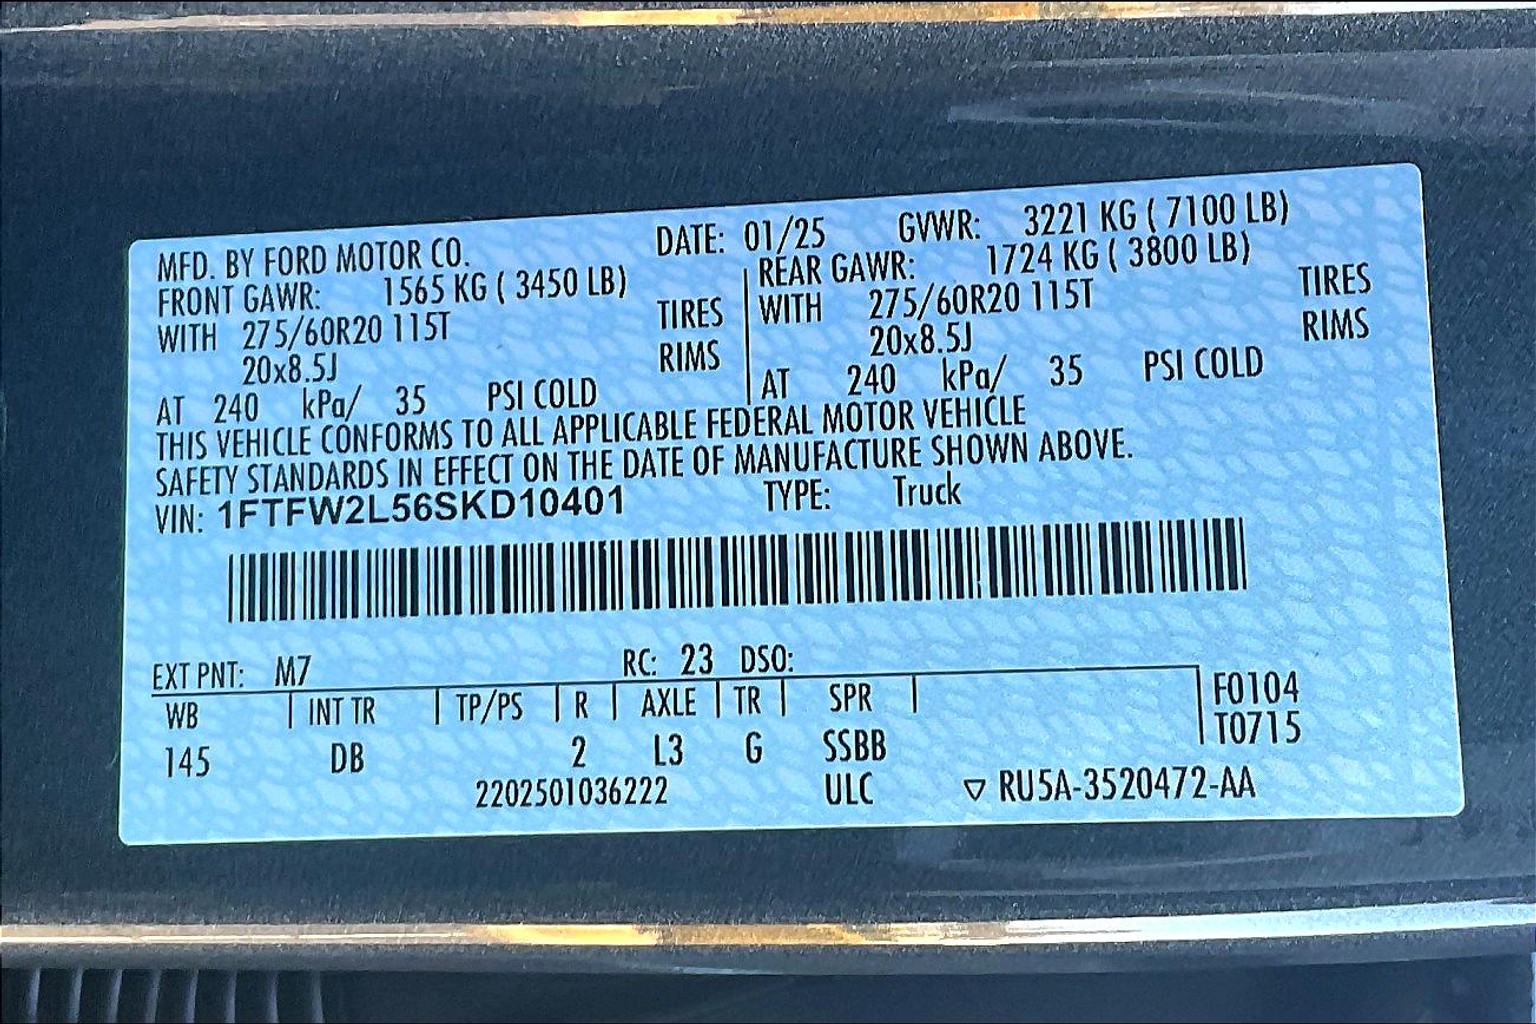 MFD. BY FORD MOTOR CO. DATE: 01/25 GVWR: 3221 KG ( 7100 LB)
FRONT GAWR: 1565 KG ( 3450 LB) REAR GAWR: 1724 KG ( 3800 LB)
WITH 275/60R20 115T TIRES WITH 275/60R20 115T TIRES
20x8.5J RIMS 20x8.5J RIMS
AT 240 kPa/ 35 PSI COLD AT 240 kPa/ 35 PSI COLD
THIS VEHICLE CONFORMS TO ALL APPLICABLE FEDERAL MOTOR VEHICLE
SAFETY STANDARDS IN EFFECT ON THE DATE OF MANUFACTURE SHOWN ABOVE.
VIN: 1FTFW2L56SKD10401 TYPE: Truck
EXT PNT: M7 RC: 23 DSO:
WB INT TR TP/PS R AXLE TR SPR F0104
145 DB 2 L3 G SSBB T0715
2202501036222 ULC ▽ RU5A-3520472-AA